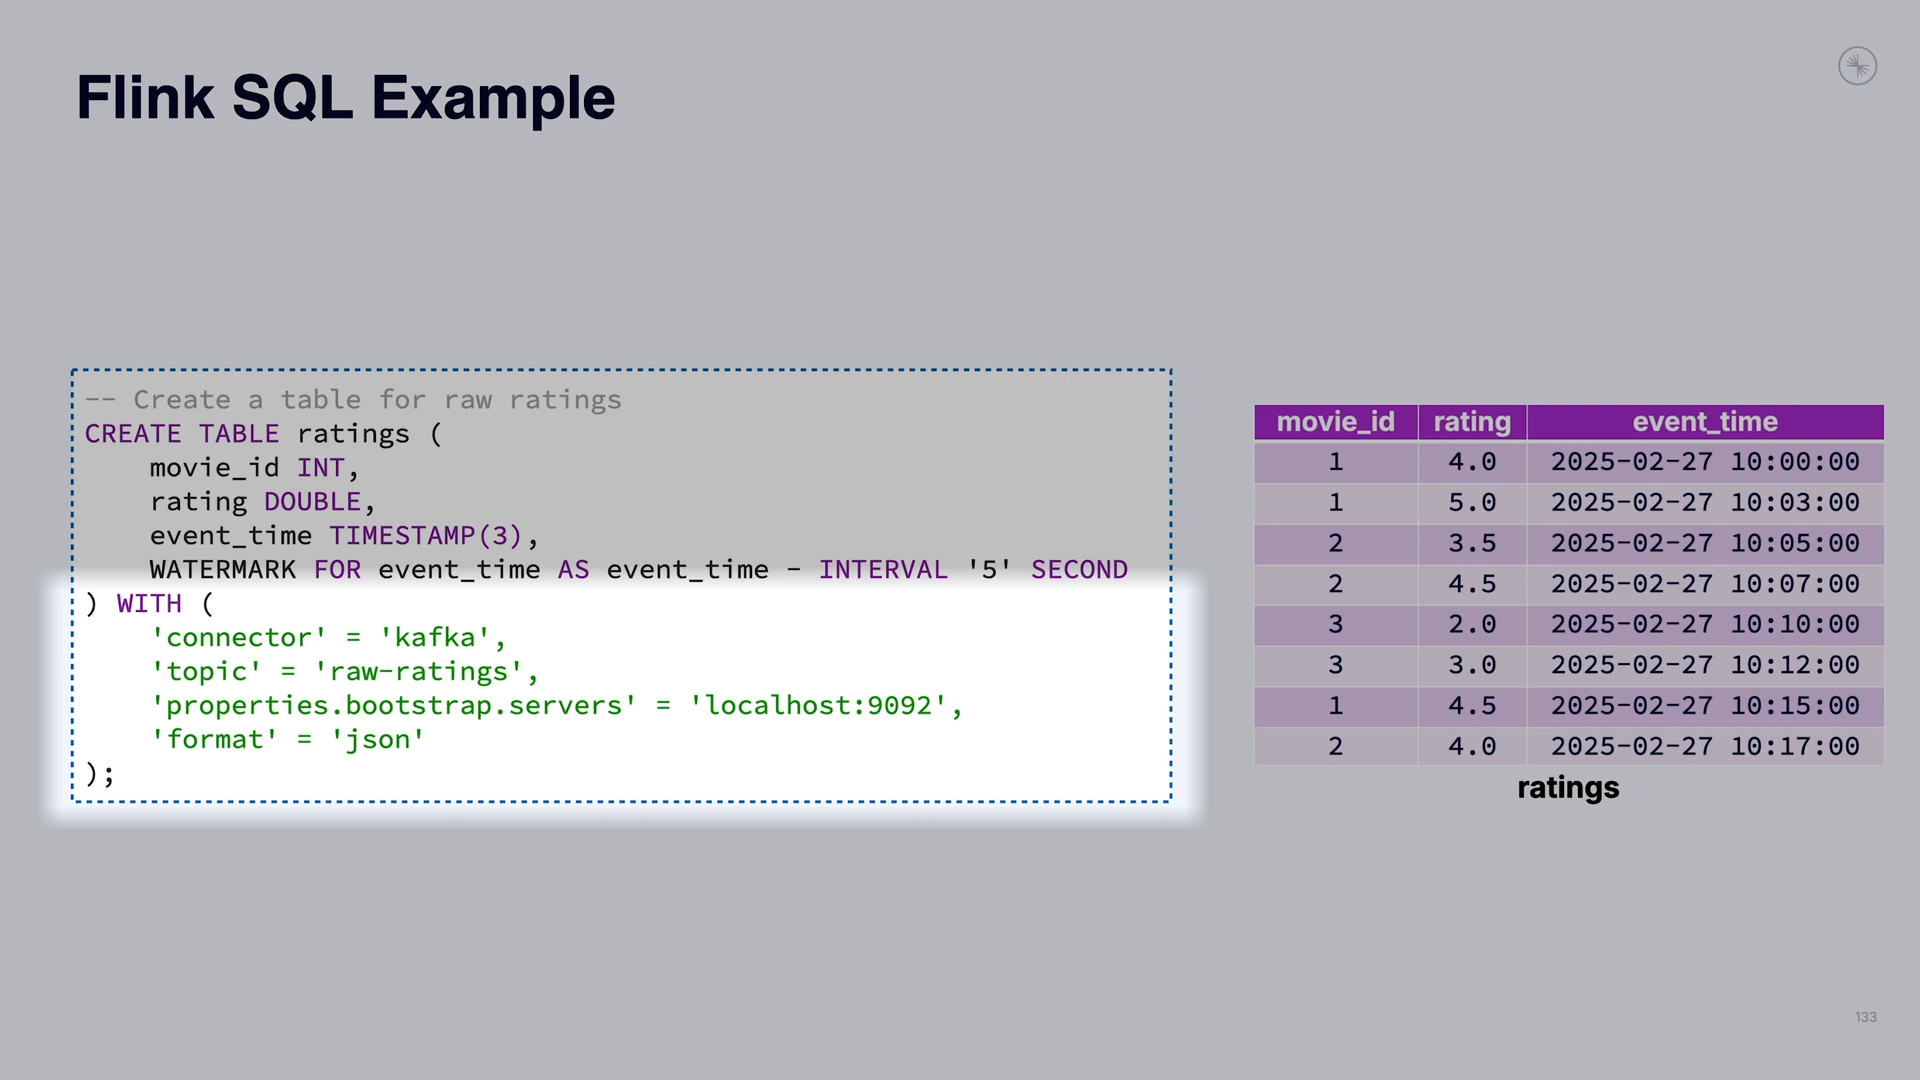 Flink SQL Example
-- Create a table for raw ratings
CREATE TABLE ratings (
    movie_id INT,
    rating DOUBLE,
    event_time TIMESTAMP(3),
    WATERMARK FOR event_time AS event_time - INTERVAL '5' SECOND
) WITH (
    'connector' = 'kafka',
    'topic' = 'raw-ratings',
    'properties.bootstrap.servers' = 'localhost:9092',
    'format' = 'json'
);
movie_id rating event_time
1 4.0 2025-02-27 10:00:00
1 5.0 2025-02-27 10:03:00
2 3.5 2025-02-27 10:05:00
2 4.5 2025-02-27 10:07:00
3 2.0 2025-02-27 10:10:00
3 3.0 2025-02-27 10:12:00
1 4.5 2025-02-27 10:15:00
2 4.0 2025-02-27 10:17:00
ratings
133